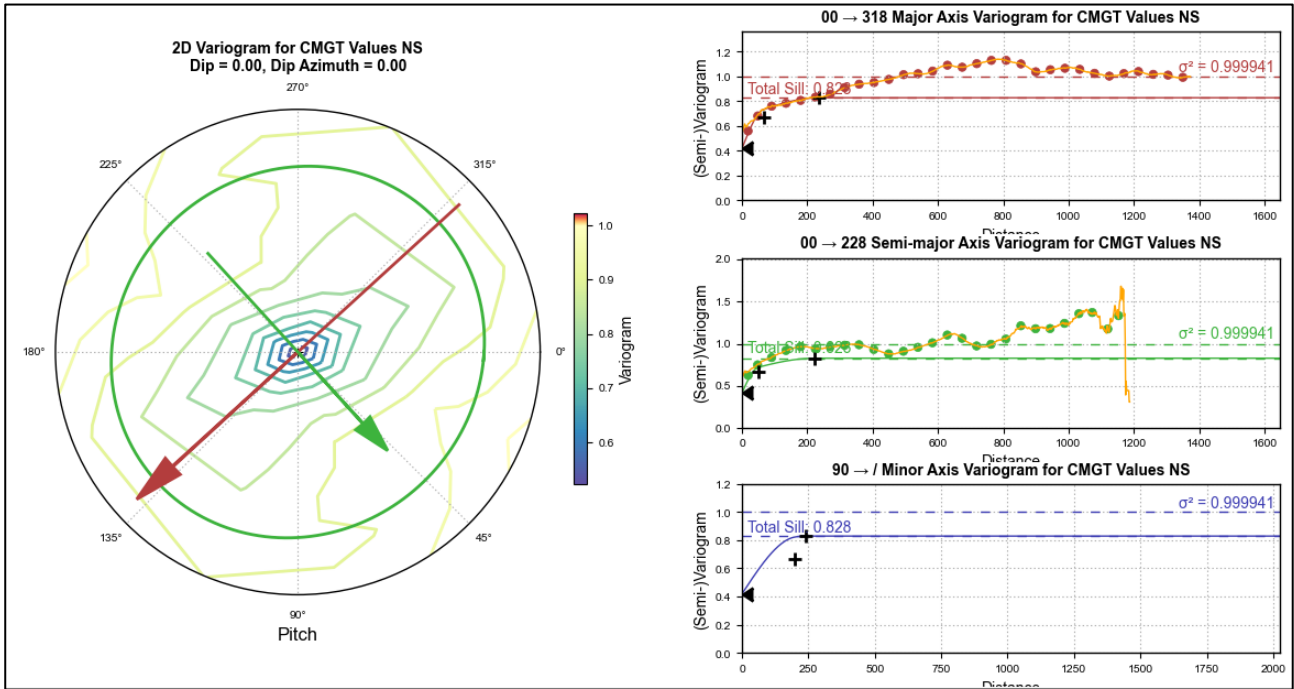 2D Variogram for CMGT Values NS
Dip = 0.00, Dip Azimuth = 0.00
270°
225°
315°
180°
0°
135°
45°
90°
Pitch
1.0
0.9
0.8
0.7
0.6
Variogram
00 → 318 Major Axis Variogram for CMGT Values NS
(Semi-)Variogram
1.2
1.0
0.8
0.6
0.4
0.2
0.0
σ² = 0.999941
Total Sill: 0.828
0 200 400 600 800 1000 1200 1400 1600
Distance
00 → 228 Semi-major Axis Variogram for CMGT Values NS
(Semi-)Variogram
2.0
1.5
1.0
0.5
0.0
σ² = 0.999941
Total Sill: 0.828
0 200 400 600 800 1000 1200 1400 1600
Distance
90 → / Minor Axis Variogram for CMGT Values NS
(Semi-)Variogram
1.2
1.0
0.8
0.6
0.4
0.2
0.0
σ² = 0.999941
Total Sill: 0.828
0 250 500 750 1000 1250 1500 1750 2000
Distance